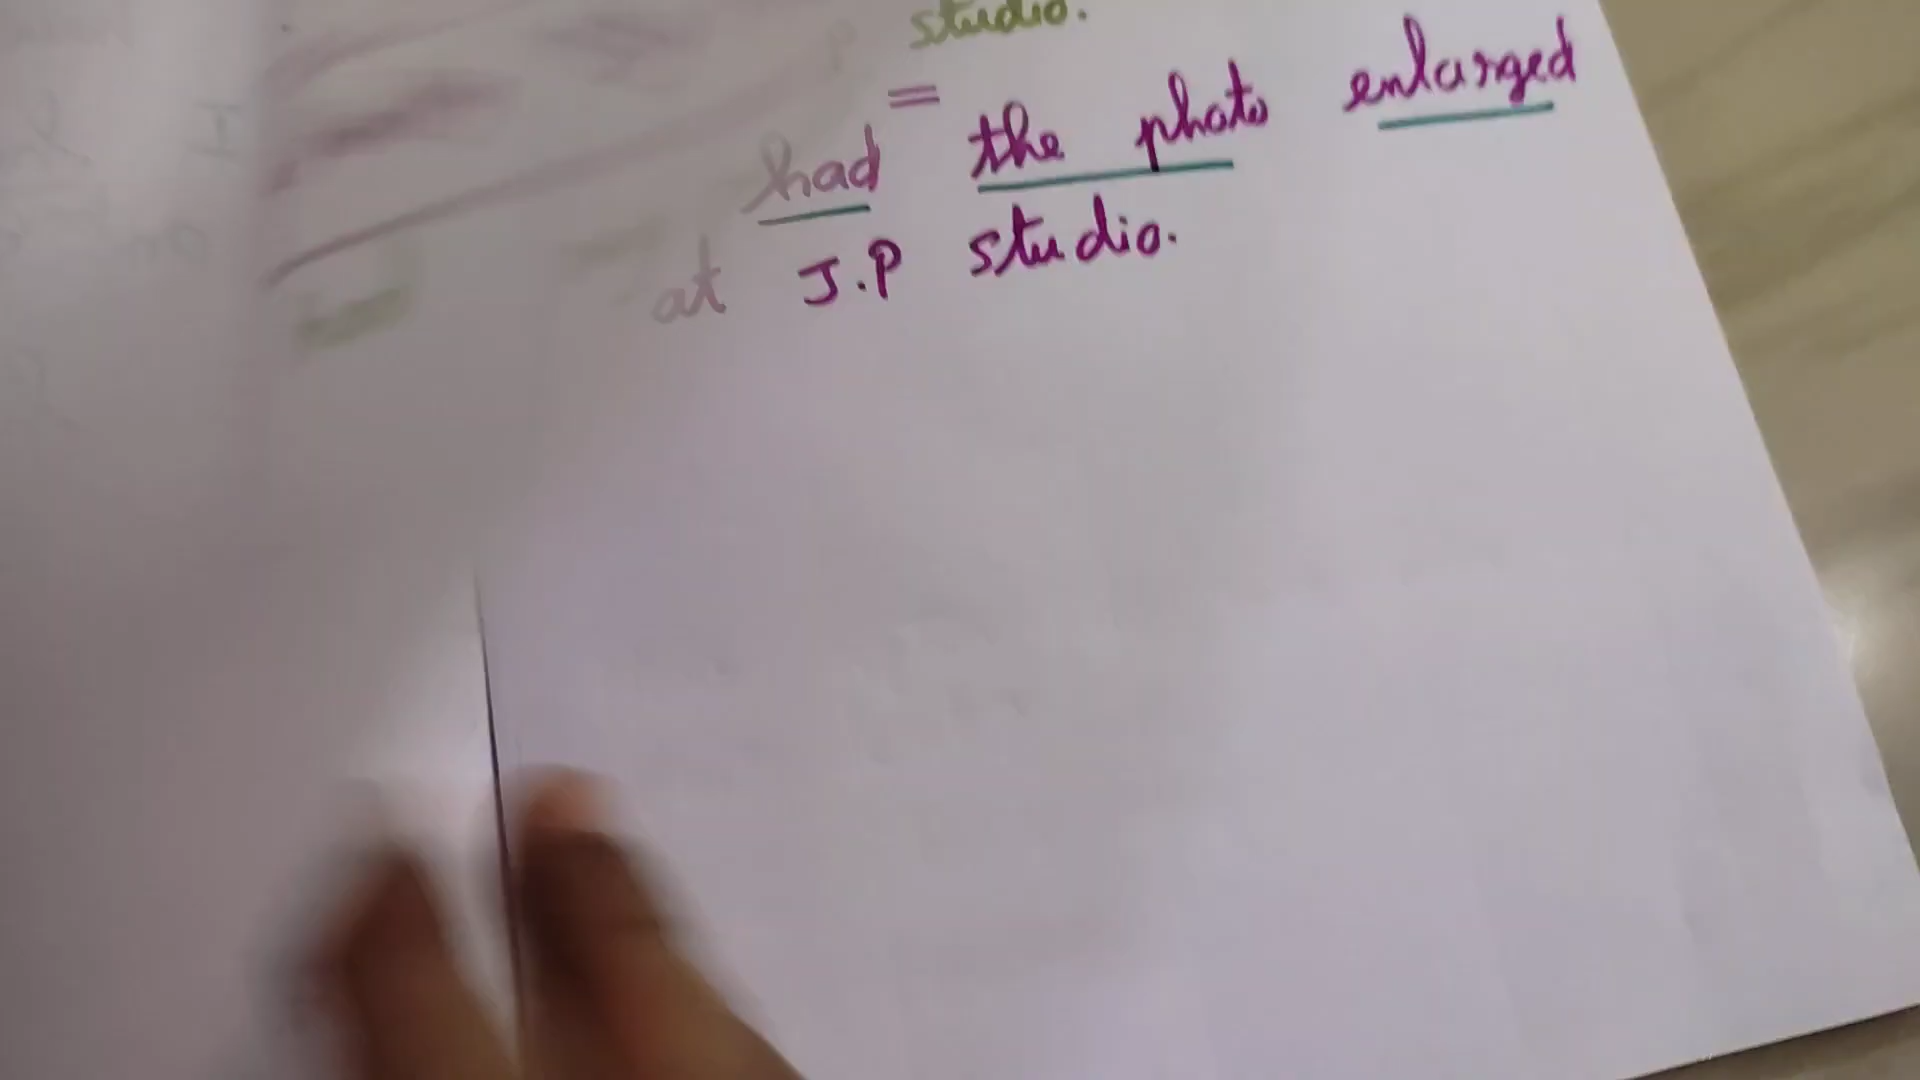 studio.
=
had the photo enlarged
at J.P studio.